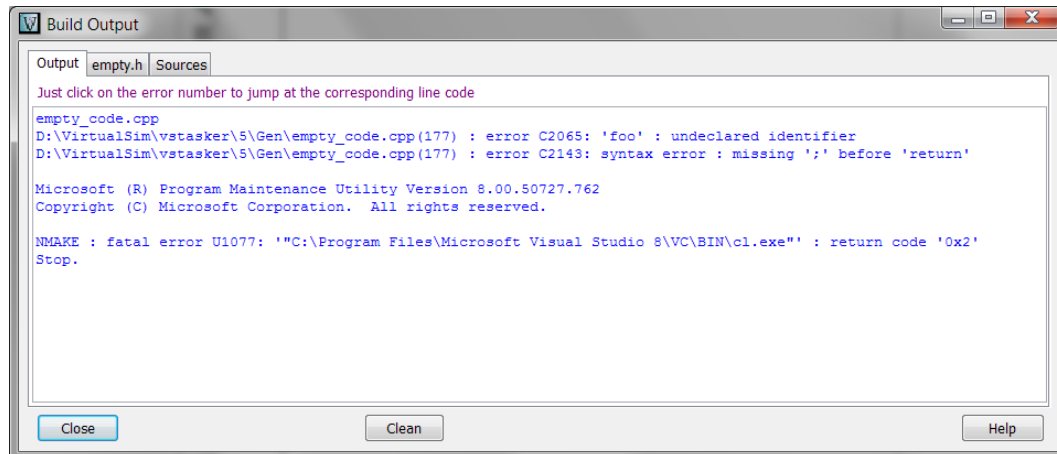 Build Output
Output empty.h Sources
Just click on the error number to jump at the corresponding line code
empty_code.cpp
D:\VirtualSim\vstasker\5\Gen\empty_code.cpp(177) : error C2065: 'foo' : undeclared identifier
D:\VirtualSim\vstasker\5\Gen\empty_code.cpp(177) : error C2143: syntax error : missing ';' before 'return'
Microsoft (R) Program Maintenance Utility Version 8.00.50727.762
Copyright (C) Microsoft Corporation.  All rights reserved.
NMAKE : fatal error U1077: '"C:\Program Files\Microsoft Visual Studio 8\VC\BIN\cl.exe"' : return code '0x2'
Stop.
Close Clean Help